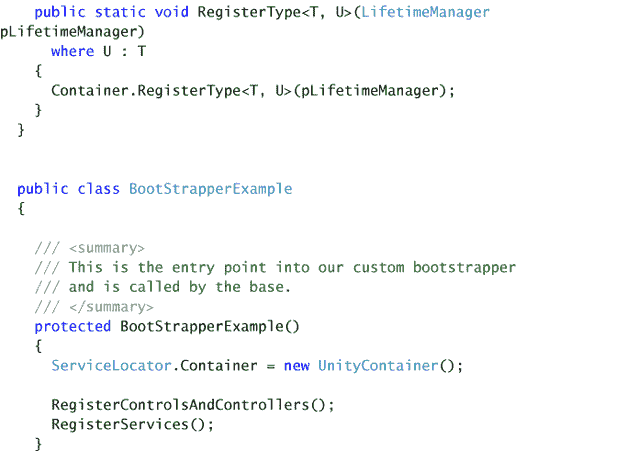 public static void RegisterType<T, U>(LifetimeManager
pLifetimeManager)
where U : T
{
Container.RegisterType<T, U>(pLifetimeManager);
}
}
public class BootStrapperExample
{
/// <summary>
/// This is the entry point into our custom bootstrapper
/// and is called by the base.
/// </summary>
protected BootStrapperExample()
{
ServiceLocator.Container = new UnityContainer();
RegisterControlsAndControllers();
RegisterServices();
}